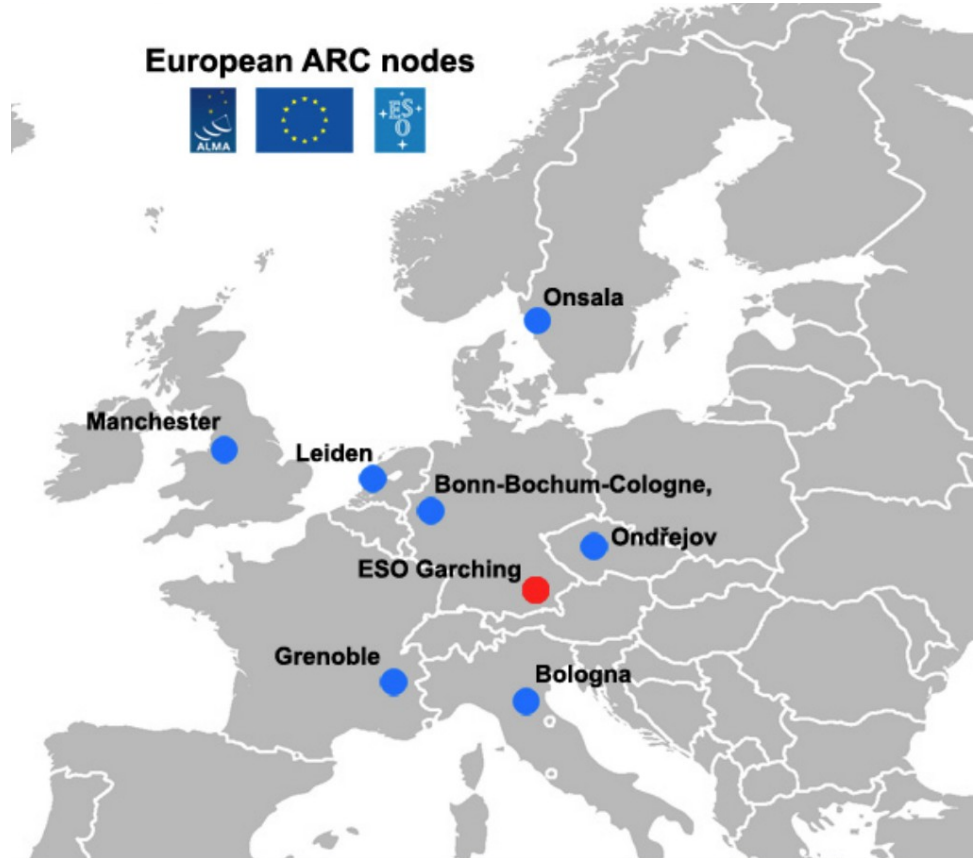 European ARC nodes
ALMA
ES
O
Onsala
Manchester
Leiden
Bonn-Bochum-Cologne,
Ondřejov
ESO Garching
Grenoble
Bologna